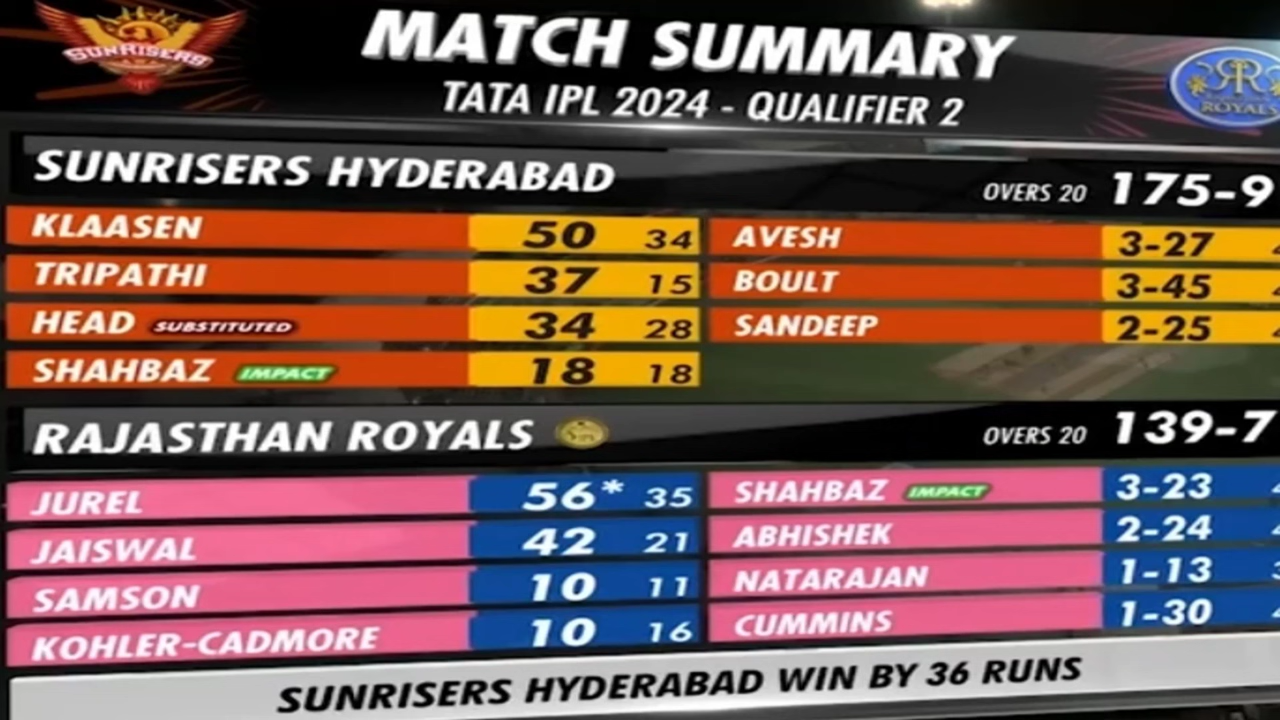 SUNRISERS
MATCH SUMMARY
TATA IPL 2024 - QUALIFIER 2
ROYALS
SUNRISERS HYDERABAD OVERS 20 175-9
KLAASEN 50 34 AVESH 3-27
TRIPATHI 37 15 BOULT 3-45
HEAD SUBSTITUTED 34 28 SANDEEP 2-25
SHAHBAZ IMPACT 18 18
RAJASTHAN ROYALS OVERS 20 139-7
JUREL 56* 35 SHAHBAZ IMPACT 3-23
JAISWAL 42 21 ABHISHEK 2-24
SAMSON 10 11 NATARAJAN 1-13
KOHLER-CADMORE 10 16 CUMMINS 1-30
SUNRISERS HYDERABAD WIN BY 36 RUNS